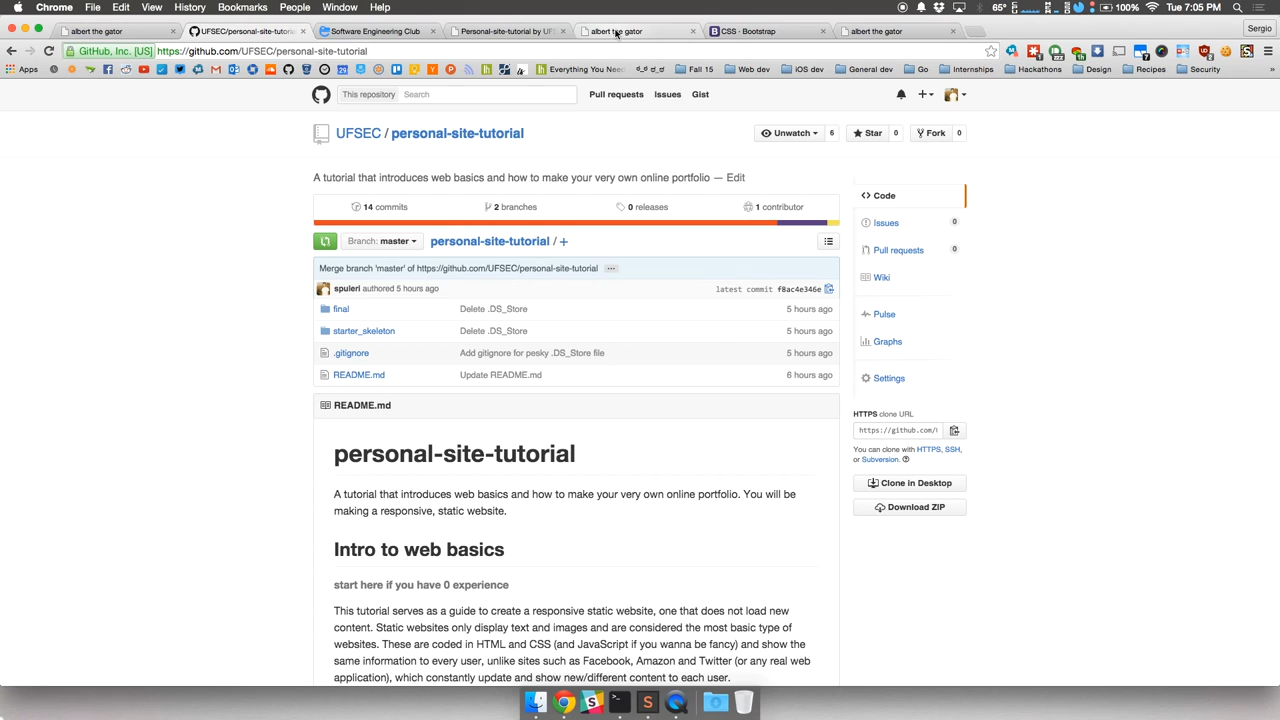 Chrome File Edit View History Bookmarks People Window Help
65° 100% Tue 7:05 PM
albert the gator
UFSEC/personal-site-tutorial
Software Engineering Club
Personal-site-tutorial by UFS
albert the gator
CSS · Bootstrap
albert the gator
Sergio
GitHub, Inc. [US] https://github.com/UFSEC/personal-site-tutorial
Apps
Everything You Need
Fall 15
Web dev
iOS dev
General dev
Go
Internships
Hackathons
Design
Recipes
Security
This repository Search
Pull requests Issues Gist
UFSEC / personal-site-tutorial
Unwatch 6 Star 0 Fork 0
A tutorial that introduces web basics and how to make your very own online portfolio — Edit
14 commits 2 branches 0 releases 1 contributor
Branch: master personal-site-tutorial / +
Merge branch 'master' of https://github.com/UFSEC/personal-site-tutorial ...
spuleri authored 5 hours ago latest commit f8ac4e346e
final Delete .DS_Store 5 hours ago
starter_skeleton Delete .DS_Store 5 hours ago
.gitignore Add gitignore for pesky .DS_Store file 5 hours ago
README.md Update README.md 6 hours ago
README.md
personal-site-tutorial
A tutorial that introduces web basics and how to make your very own online portfolio. You will be
making a responsive, static website.
Intro to web basics
start here if you have 0 experience
This tutorial serves as a guide to create a responsive static website, one that does not load new
content. Static websites only display text and images and are considered the most basic type of
websites. These are coded in HTML and CSS (and JavaScript if you wanna be fancy) and show the
same information to every user, unlike sites such as Facebook, Amazon and Twitter (or any real web
application), which constantly update and show new/different content to each user.
Code
Issues 0
Pull requests 0
Wiki
Pulse
Graphs
Settings
HTTPS clone URL
https://github.com/
You can clone with HTTPS, SSH,
or Subversion.
Clone in Desktop
Download ZIP